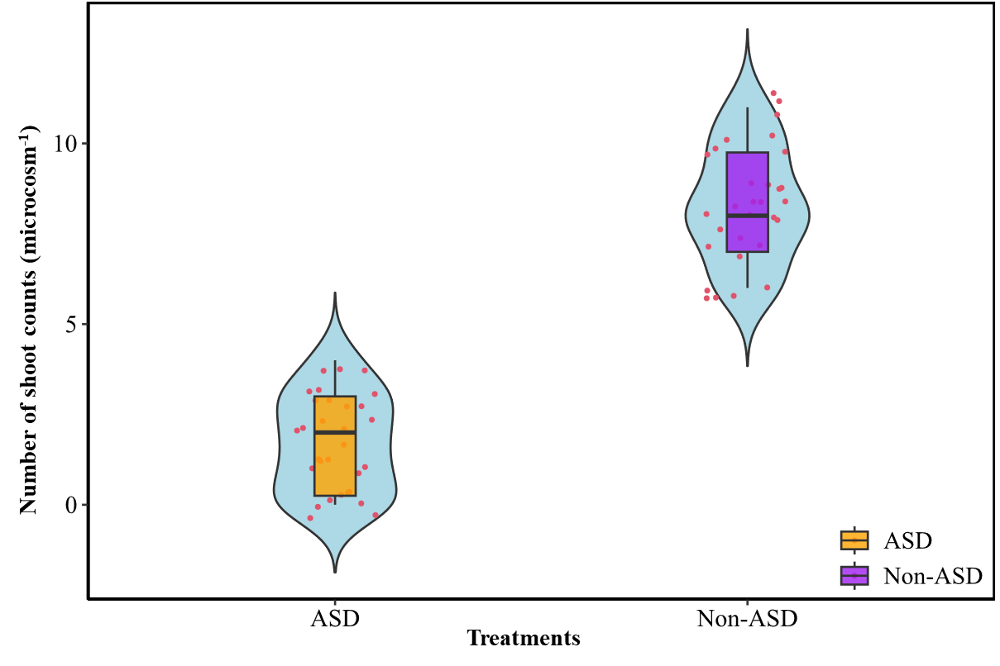 Number of shoot counts (microcosm⁻¹)
10
5
0
ASD
Non-ASD
ASD
Non-ASD
Treatments